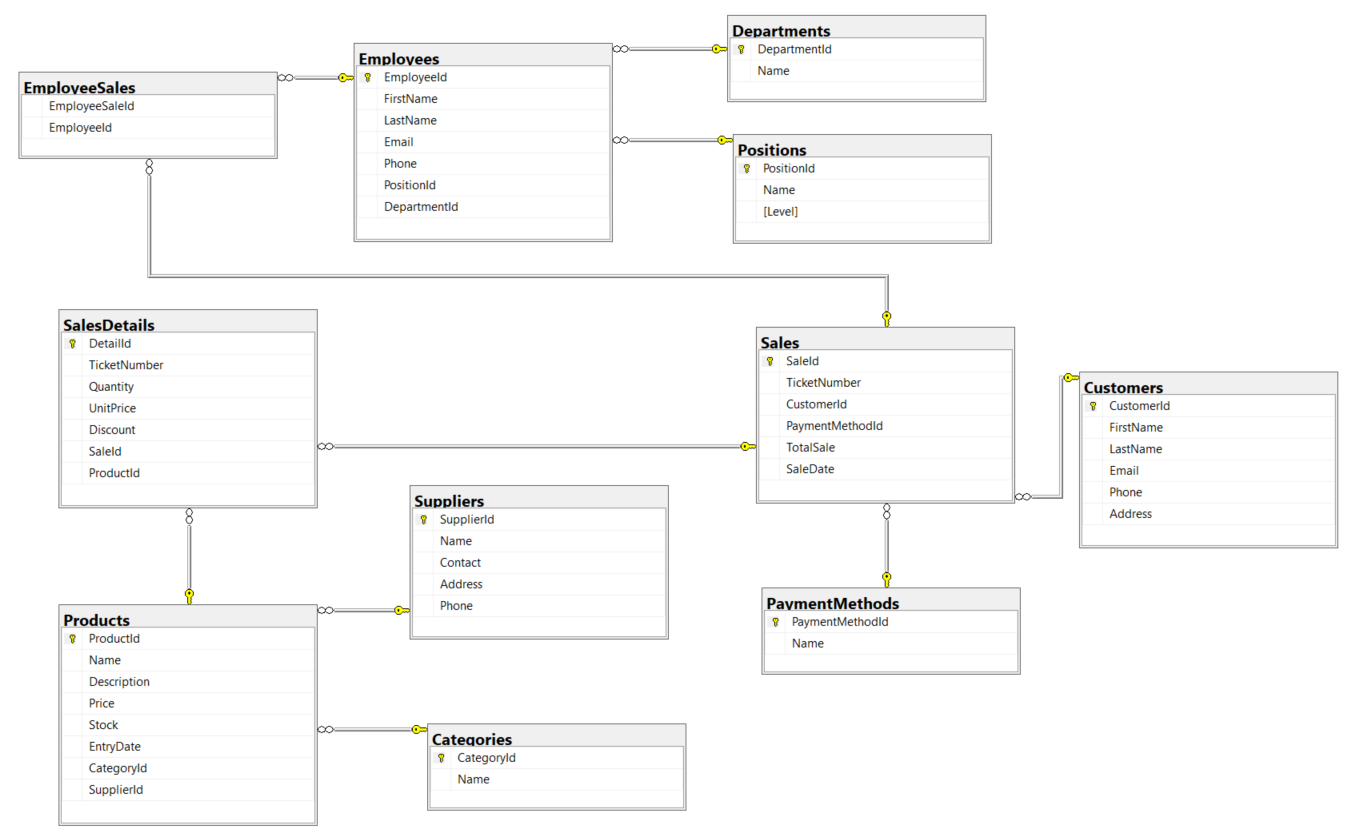 Departments
DepartmentId
Name
Employees
EmployeeId
FirstName
LastName
Email
Phone
PositionId
DepartmentId
EmployeeSales
EmployeeSaleId
EmployeeId
Positions
PositionId
Name
[Level]
SalesDetails
DetailId
TicketNumber
Quantity
UnitPrice
Discount
SaleId
ProductId
Sales
SaleId
TicketNumber
CustomerId
PaymentMethodId
TotalSale
SaleDate
Customers
CustomerId
FirstName
LastName
Email
Phone
Address
Suppliers
SupplierId
Name
Contact
Address
Phone
PaymentMethods
PaymentMethodId
Name
Products
ProductId
Name
Description
Price
Stock
EntryDate
CategoryId
SupplierId
Categories
CategoryId
Name